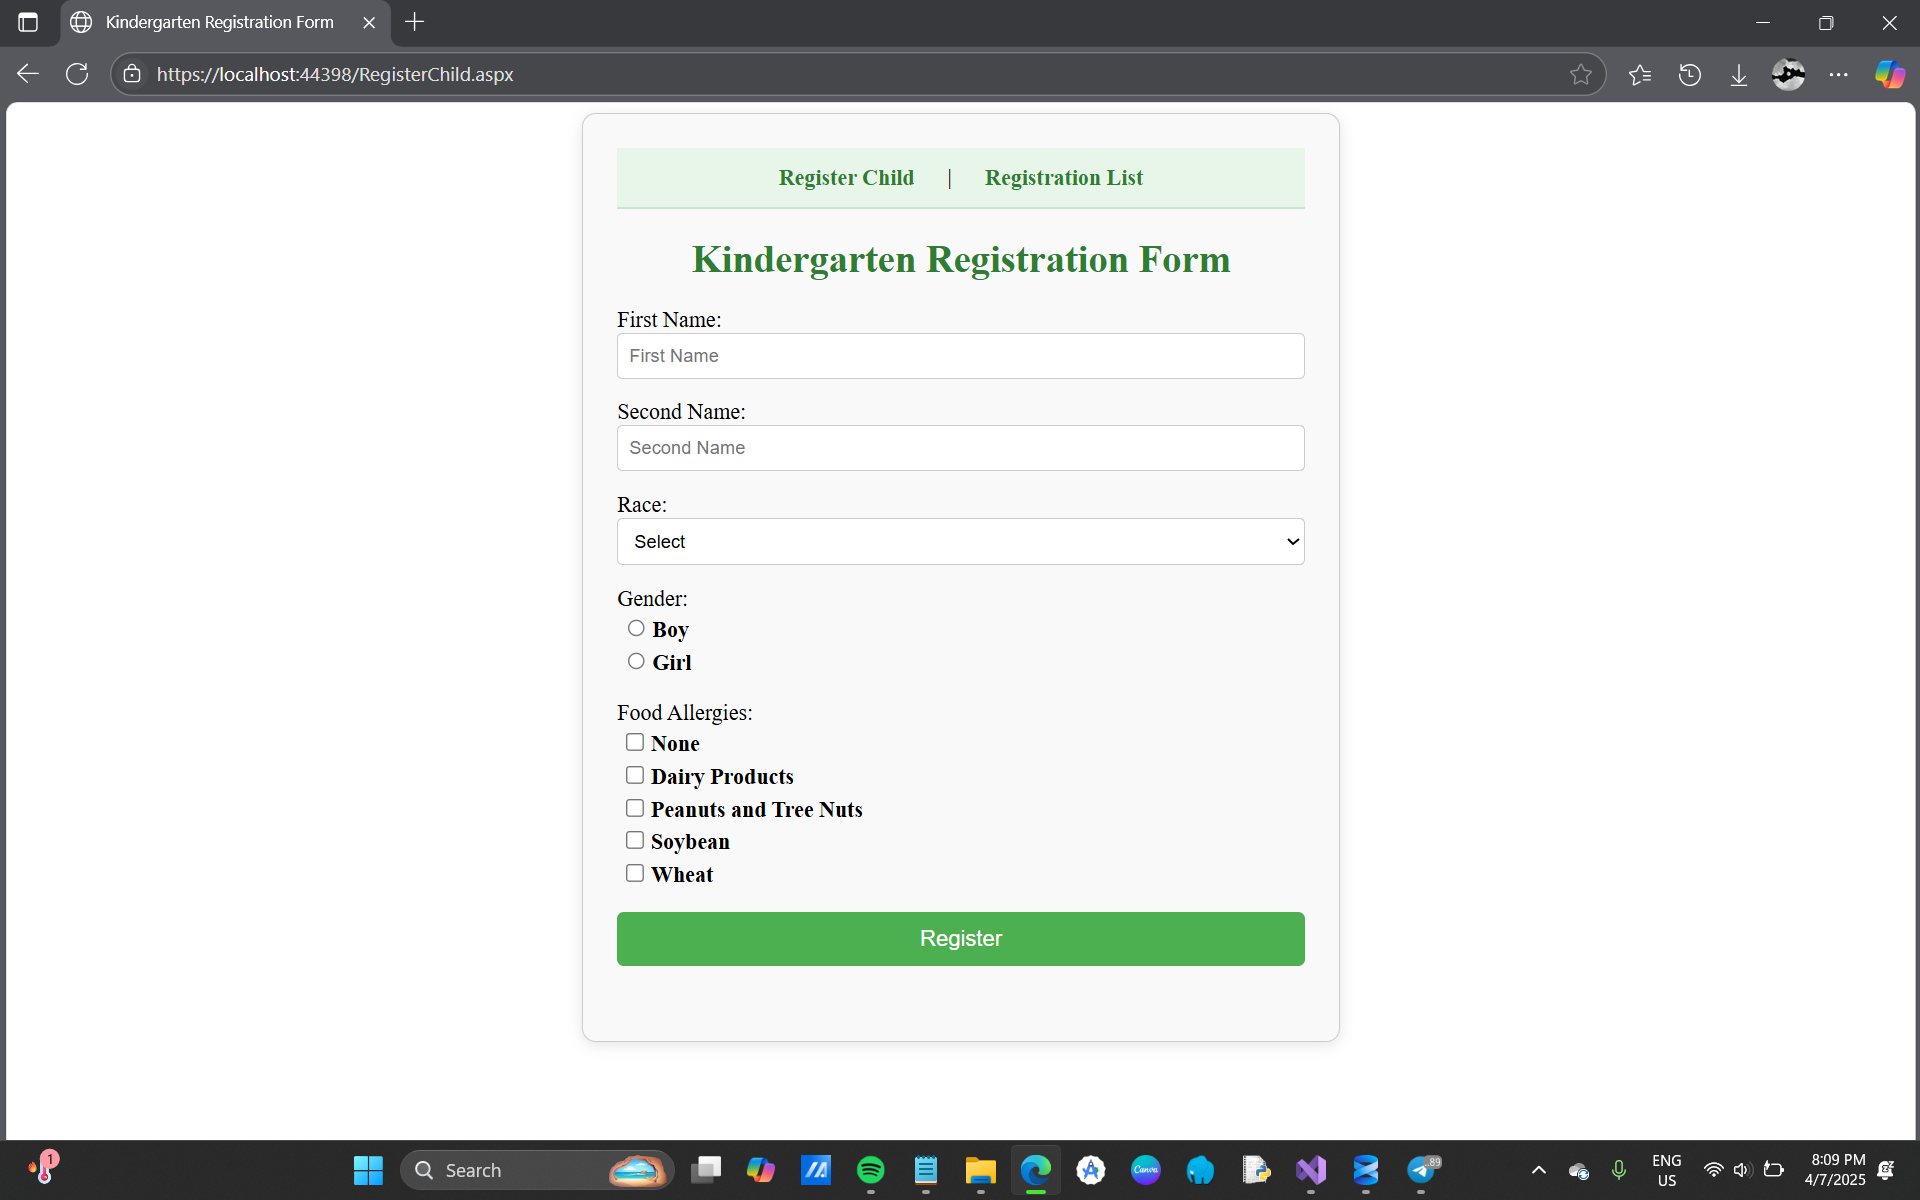 Kindergarten Registration Form
https://localhost:44398/RegisterChild.aspx
Register Child | Registration List
Kindergarten Registration Form
First Name:
First Name
Second Name:
Second Name
Race:
Select
Gender:
Boy
Girl
Food Allergies:
None
Dairy Products
Peanuts and Tree Nuts
Soybean
Wheat
Register
1
Search
Canva
.89
ENG
US
8:09 PM
4/7/2025